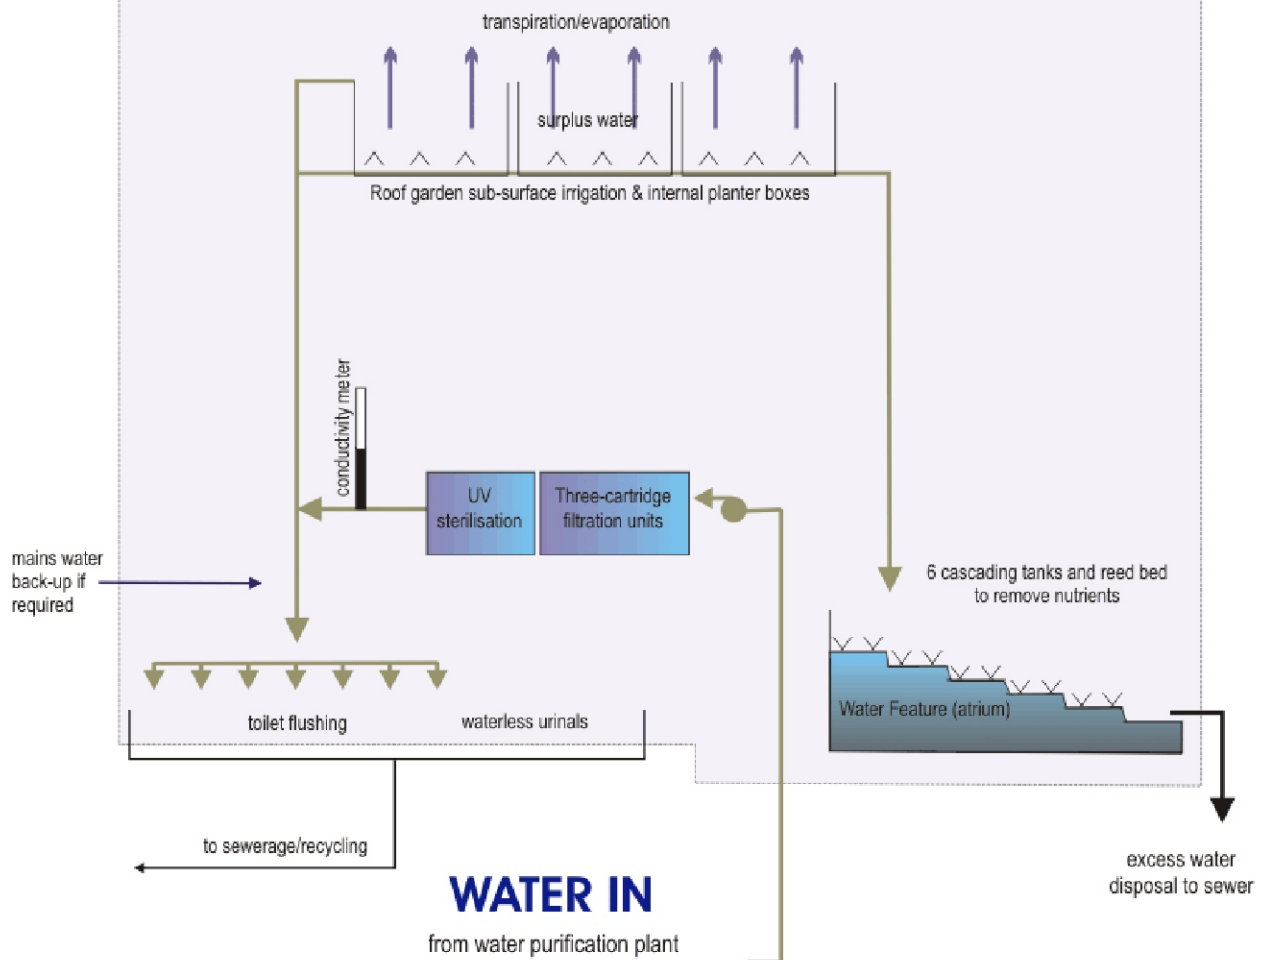 transpiration/evaporation
surplus water
Roof garden sub-surface irrigation & internal planter boxes
conductivity meter
UV
sterilisation
Three-cartridge
filtration units
mains water
back-up if
required
6 cascading tanks and reed bed
to remove nutrients
Water Feature (atrium)
toilet flushing
waterless urinals
to sewerage/recycling
excess water
disposal to sewer
WATER IN
from water purification plant